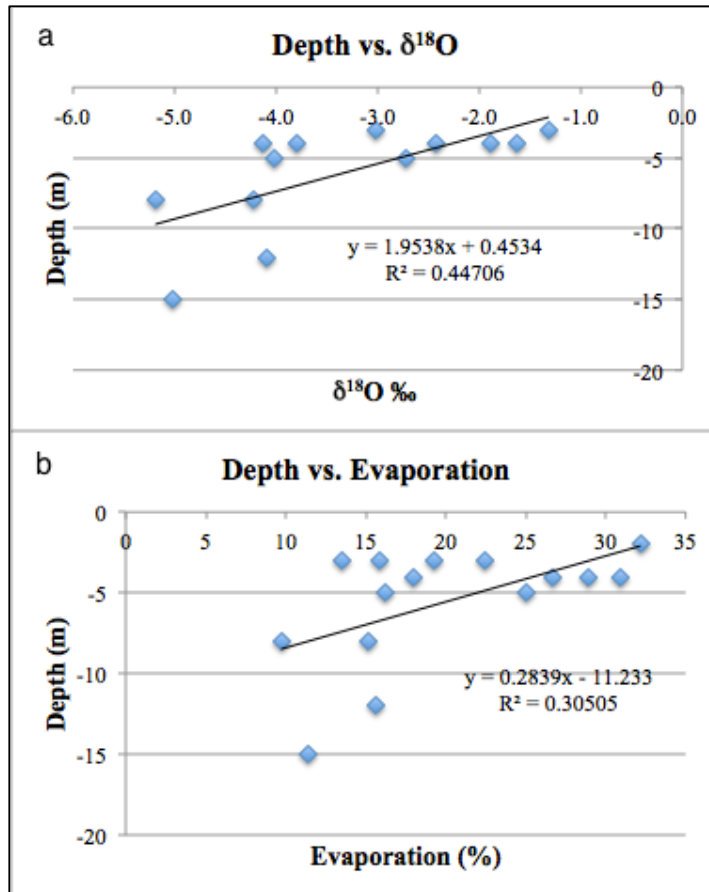 a
Depth vs. δ¹⁸O
0
-6.0 -5.0 -4.0 -3.0 -2.0 -1.0 0.0
-5
Depth (m)
-10
y = 1.9538x + 0.4534
R² = 0.44706
-15
-20
δ¹⁸O ‰
b
Depth vs. Evaporation
0
0 5 10 15 20 25 30 35
-5
Depth (m)
-10
y = 0.2839x - 11.233
R² = 0.30505
-15
-20
Evaporation (%)